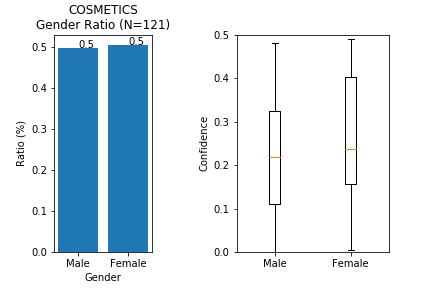 COSMETICS
Gender Ratio (N=121)
0.5
0.5
0.5
0.4
0.3
0.2
0.1
0.0
Ratio (%)
Male Female
Gender
0.5
0.4
0.3
0.2
0.1
0.0
Confidence
Male Female